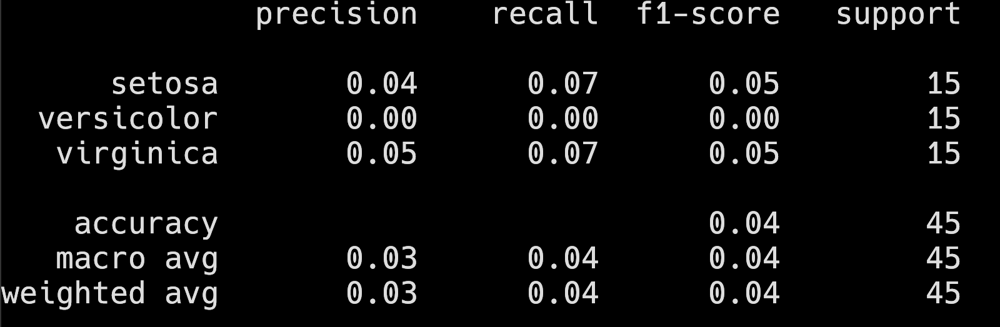 precision recall f1-score support
setosa 0.04 0.07 0.05 15
versicolor 0.00 0.00 0.00 15
virginica 0.05 0.07 0.05 15
accuracy 0.04 45
macro avg 0.03 0.04 0.04 45
weighted avg 0.03 0.04 0.04 45